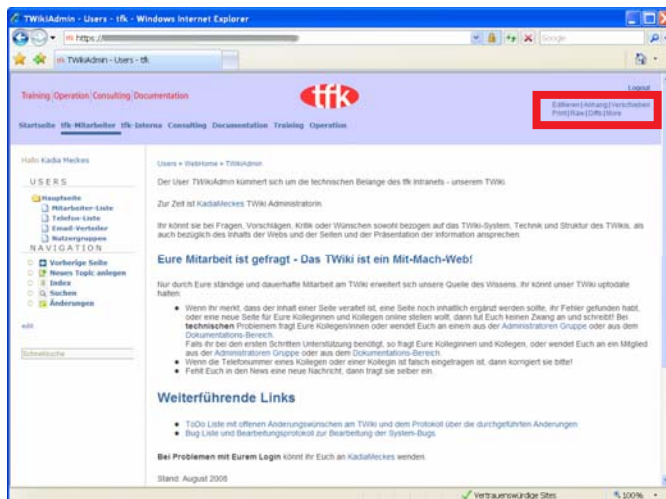 TWikiAdmin - Users - tfk - Windows Internet Explorer
https://
Google
TWikiAdmin - Users - tfk
Logout
Training|Operation|Consulting|Documentation
tfk
Editieren|Anhang|Verschieben
Print|Raw|Diffs|More
Startseite tfk-Mitarbeiter tfk-Interna Consulting Documentation Training Operation
Hallo Kadia Meckes
USERS
Hauptseite
Mitarbeiter-Liste
Telefon-Liste
Email-Verteiler
Nutzergruppen
NAVIGATION
Vorherige Seite
Neues Topic anlegen
Index
Suchen
Änderungen
edit
Schnellsuche
Users » WebHome » TWikiAdmin
Der User TWikiAdmin kümmert sich um die technischen Belange des tfk Intranets - unserem TWiki.
Zur Zeit ist KadiaMeckes TWiki Administratorin.
Ihr könnt sie bei Fragen, Vorschlägen, Kritik oder Wünschen sowohl bezogen auf das TWiki-System, Technik und Struktur des TWikis, als
auch bezüglich des Inhalts der Webs und der Seiten und der Präsentation der Information ansprechen.
Eure Mitarbeit ist gefragt - Das TWiki ist ein Mit-Mach-Web!
Nur durch Eure ständige und dauerhafte Mitarbeit am TWiki erweitert sich unsere Quelle des Wissens. Ihr könnt unser TWiki uptodate
halten:
Wenn ihr merkt, dass der Inhalt einer Seite veraltet ist, eine Seite noch inhaltlich ergänzt werden sollte, ihr Fehler gefunden habt,
oder eine neue Seite für Eure Kolleginnen und Kollegen online stellen wollt, dann tut Euch keinen Zwang an und schreibt! Bei
technischen Problemem fragt Eure Kollegen/innen oder wendet Euch an einem aus der Administratoren Gruppe oder aus dem
Dokumentations-Bereich.
Falls ihr bei den ersten Schritten Unterstützung benötigt, so fragt Eure Kolleginnen und Kollegen, oder wendet Euch an ein Mitglied
aus der Administratoren Gruppe oder aus dem Dokumentations-Bereich.
Wenn die Telefonummer eines Kollegen oder einer Kollegin ist falsch eingetragen ist, dann korrigiert sie bitte!
Fehlt Euch in den News eine neue Nachricht, dann tragt sie selber ein.
Weiterführende Links
ToDo Liste mit offenen Änderungswünschen am TWiki und dem Protokoll über die durchgeführten Änderungen
Bug Liste und Bearbeitungsprotokoll zur Bearbeitung der System-Bugs.
Bei Problemen mit Eurem Login könnt ihr Euch an KadiaMeckes wenden.
Stand: August 2008
Vertrauenswürdige Sites
100%